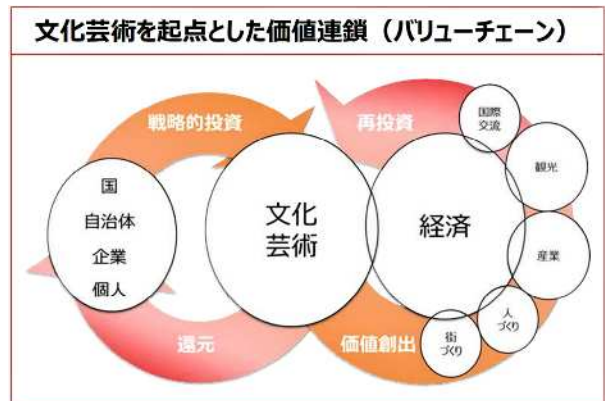 文化芸術を起点とした価値連鎖（バリューチェーン）
戦略的投資
再投資
国際
交流
観光
国
自治体
企業
個人
文化
芸術
経済
産業
人
づくり
街
づくり
還元
価値創出